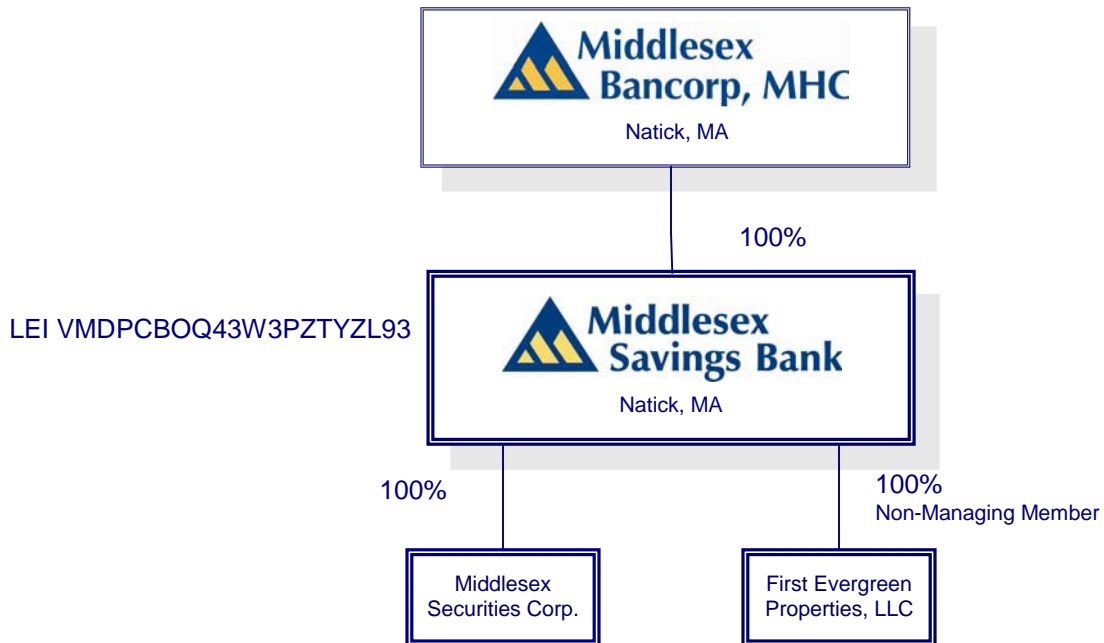 Middlesex
Bancorp, MHC
Natick, MA
100%
LEI VMDPCBOQ43W3PZTYZL93
Middlesex
Savings Bank
Natick, MA
100%
100%
Non-Managing Member
Middlesex
Securities Corp.
First Evergreen
Properties, LLC